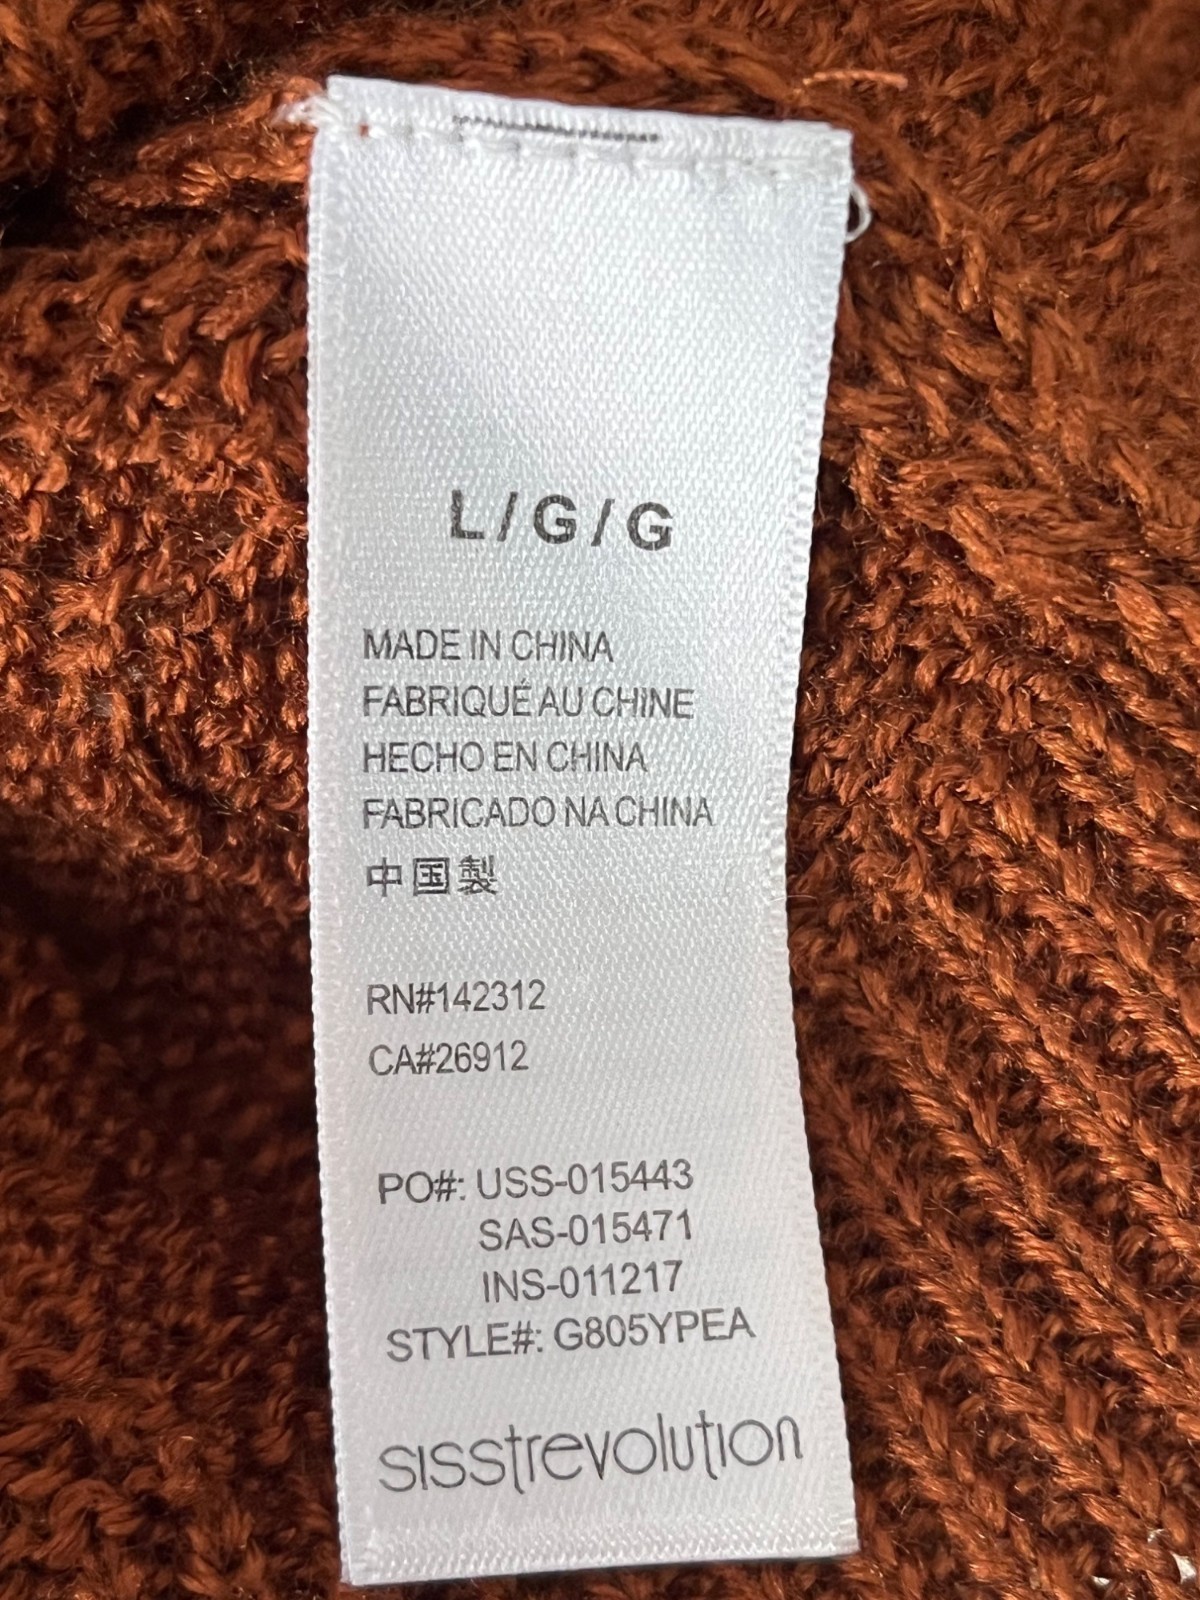 L/G/G
MADE IN CHINA
FABRIQUÉ AU CHINE
HECHO EN CHINA
FABRICADO NA CHINA
中国製
RN#142312
CA#26912
PO#: USS-015443
SAS-015471
INS-011217
STYLE#: G805YPEA
sisstrevolution